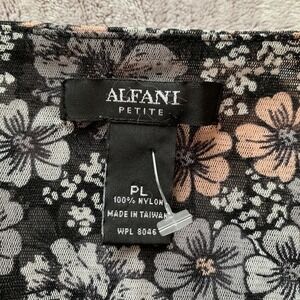 ALFANI
PETITE
PL
100% NYLON
MADE IN TAIWAN
WPL 8046